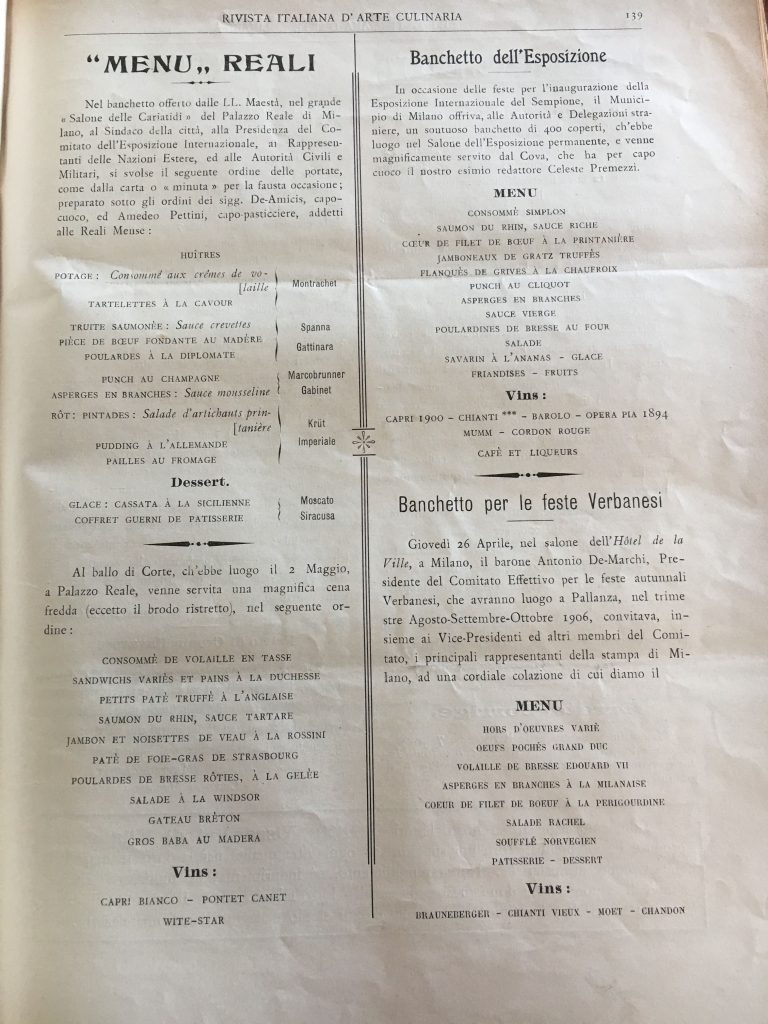 RIVISTA ITALIANA D'ARTE CULINARIA
139
“MENU„ REALI
Nel banchetto offerto dalle LL. Maestà, nel grande
« Salone delle Cariatidi » del Palazzo Reale di Mi-
lano, al Sindaco della città, alla Presidenza del Co-
mitato dell'Esposizione Internazionale, ai Rappresen-
tanti delle Nazioni Estere, ed alle Autorità Civili e
Militari, si svolse il seguente ordine delle portate,
come dalla carta o « minuta » per la fausta occasione;
preparato sotto gli ordini dei sigg. De-Amicis, capo-
cuoco, ed Amedeo Pettini, capo-pasticciere, addetti
alle Reali Mense:
HUÎTRES
POTAGE: Consommé aux crêmes de vo-
[laille
Montrachet
TARTELETTES À LA CAVOUR
TRUITE SAUMONÉE: Sauce crevettes
Spanna
PIÈCE DE BŒUF FONDANTE AU MADÈRE
Gattinara
POULARDES À LA DIPLOMATE
PUNCH AU CHAMPAGNE
Marcobrunner
ASPERGES EN BRANCHES: Sauce mousseline
Gabinet
RÔT: PINTADES: Salade d'artichauts prin-
[tanière
Krüt
PUDDING À L'ALLEMANDE
Imperiale
PAILLES AU FROMAGE
Dessert.
GLACE: CASSATA À LA SICILIENNE
Moscato
COFFRET GUERNI DE PATISSERIE
Siracusa
Al ballo di Corte, ch'ebbe luogo il 2 Maggio,
a Palazzo Reale, venne servita una magnifica cena
fredda (eccetto il brodo ristretto), nel seguente or-
dine:
CONSOMMÉ DE VOLAILLE EN TASSE
SANDWICHS VARIÉS ET PAINS À LA DUCHESSE
PETITS PATÉ TRUFFÉ À L'ANGLAISE
SAUMON DU RHIN, SAUCE TARTARE
JAMBON ET NOISETTES DE VEAU À LA ROSSINI
PATÉ DE FOIE-GRAS DE STRASBOURG
POULARDES DE BRESSE RÔTIES, À LA GELÉE
SALADE À LA WINDSOR
GATEAU BRÉTON
GROS BABA AU MADERA
Vins:
CAPRI BIANCO - PONTET CANET
WITE-STAR
Banchetto dell'Esposizione
In occasione delle feste per l'inaugurazione della
Esposizione Internazionale del Sempione, il Munici-
pio di Milano offriva, alle Autorità e Delegazioni stra-
niere, un sontuoso banchetto di 400 coperti, ch'ebbe
luogo nel Salone dell'Esposizione permanente, e venne
magnificamente servito dal Cova, che ha per capo
cuoco il nostro esimio redattore Celeste Premezzi.
MENU
CONSOMMÉ SIMPLON
SAUMON DU RHIN, SAUCE RICHE
CŒUR DE FILET DE BŒUF À LA PRINTANIÈRE
JAMBONEAUX DE GRATZ TRUFFÉS
FLANQUÈS DE GRIVES À LA CHAUFROIX
PUNCH AU CLIQUOT
ASPERGES EN BRANCHES
SAUCE VIERGE
POULARDINES DE BRESSE AU FOUR
SALADE
SAVARIN À L'ANANAS - GLACE
FRIANDISES - FRUITS
Vins:
CAPRI 1900 - CHIANTI *** - BAROLO - OPERA PIA 1894
MUMM - CORDON ROUGE
CAFÈ ET LIQUEURS
Banchetto per le feste Verbanesi
Giovedì 26 Aprile, nel salone dell'Hôtel de la
Ville, a Milano, il barone Antonio De-Marchi, Pre-
sidente del Comitato Effettivo per le feste autunnali
Verbanesi, che avranno luogo a Pallanza, nel trime
stre Agosto-Settembre-Ottobre 1906, convitava, in-
sieme ai Vice-Presidenti ed altri membri del Comi-
tato, i principali rappresentanti della stampa di Mi-
lano, ad una cordiale colazione di cui diamo il
MENU
HORS D'OEUVRES VARIÈ
OEUFS POCHÉS GRAND DUC
VOLAILLE DE BRESSE EDOUARD VII
ASPERGES EN BRANCHES À LA MILANAISE
COEUR DE FILET DE BŒUF À LA PERIGOURDINE
SALADE RACHEL
SOUFFLÉ NORVEGIEN
PATISSERIE - DESSERT
Vins:
BRAUNEBERGER - CHIANTI VIEUX - MOET - CHANDON